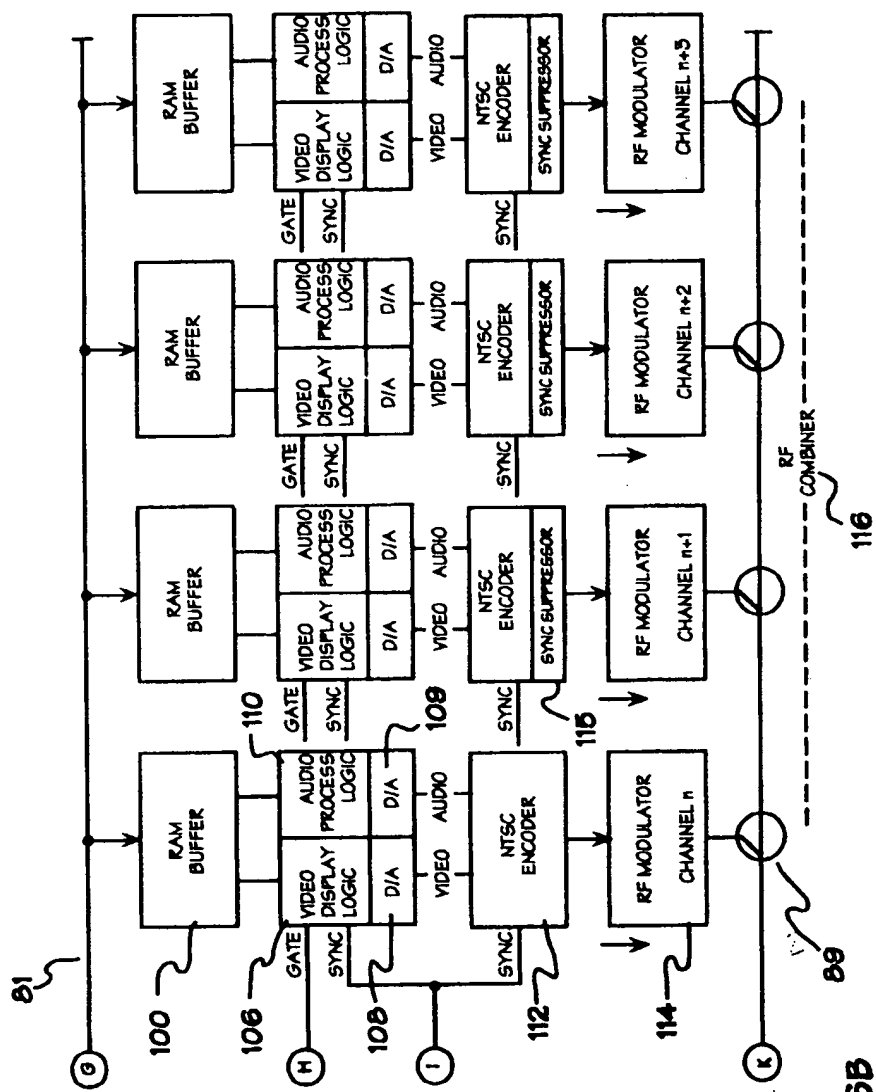 81
G
RAM
BUFFER
RAM
BUFFER
RAM
BUFFER
RAM
BUFFER
100
110
106
H
GATE
SYNC
VIDEO
DISPLAY
LOGIC
AUDIO
PROCESS
LOGIC
D/A
D/A
GATE
SYNC
VIDEO
DISPLAY
LOGIC
AUDIO
PROCESS
LOGIC
D/A
D/A
GATE
SYNC
VIDEO
DISPLAY
LOGIC
AUDIO
PROCESS
LOGIC
D/A
D/A
GATE
SYNC
VIDEO
DISPLAY
LOGIC
AUDIO
PROCESS
LOGIC
D/A
D/A
108
109
VIDEO
AUDIO
VIDEO
AUDIO
VIDEO
AUDIO
VIDEO
AUDIO
I
SYNC
NTSC
ENCODER
SYNC
NTSC
ENCODER
SYNC SUPPRESSOR
SYNC
NTSC
ENCODER
SYNC SUPPRESSOR
SYNC
NTSC
ENCODER
SYNC SUPPRESSOR
112
115
RF MODULATOR
CHANNEL n
RF MODULATOR
CHANNEL n+1
RF MODULATOR
CHANNEL n+2
RF MODULATOR
CHANNEL n+3
114
K
89
RF
COMBINER
116